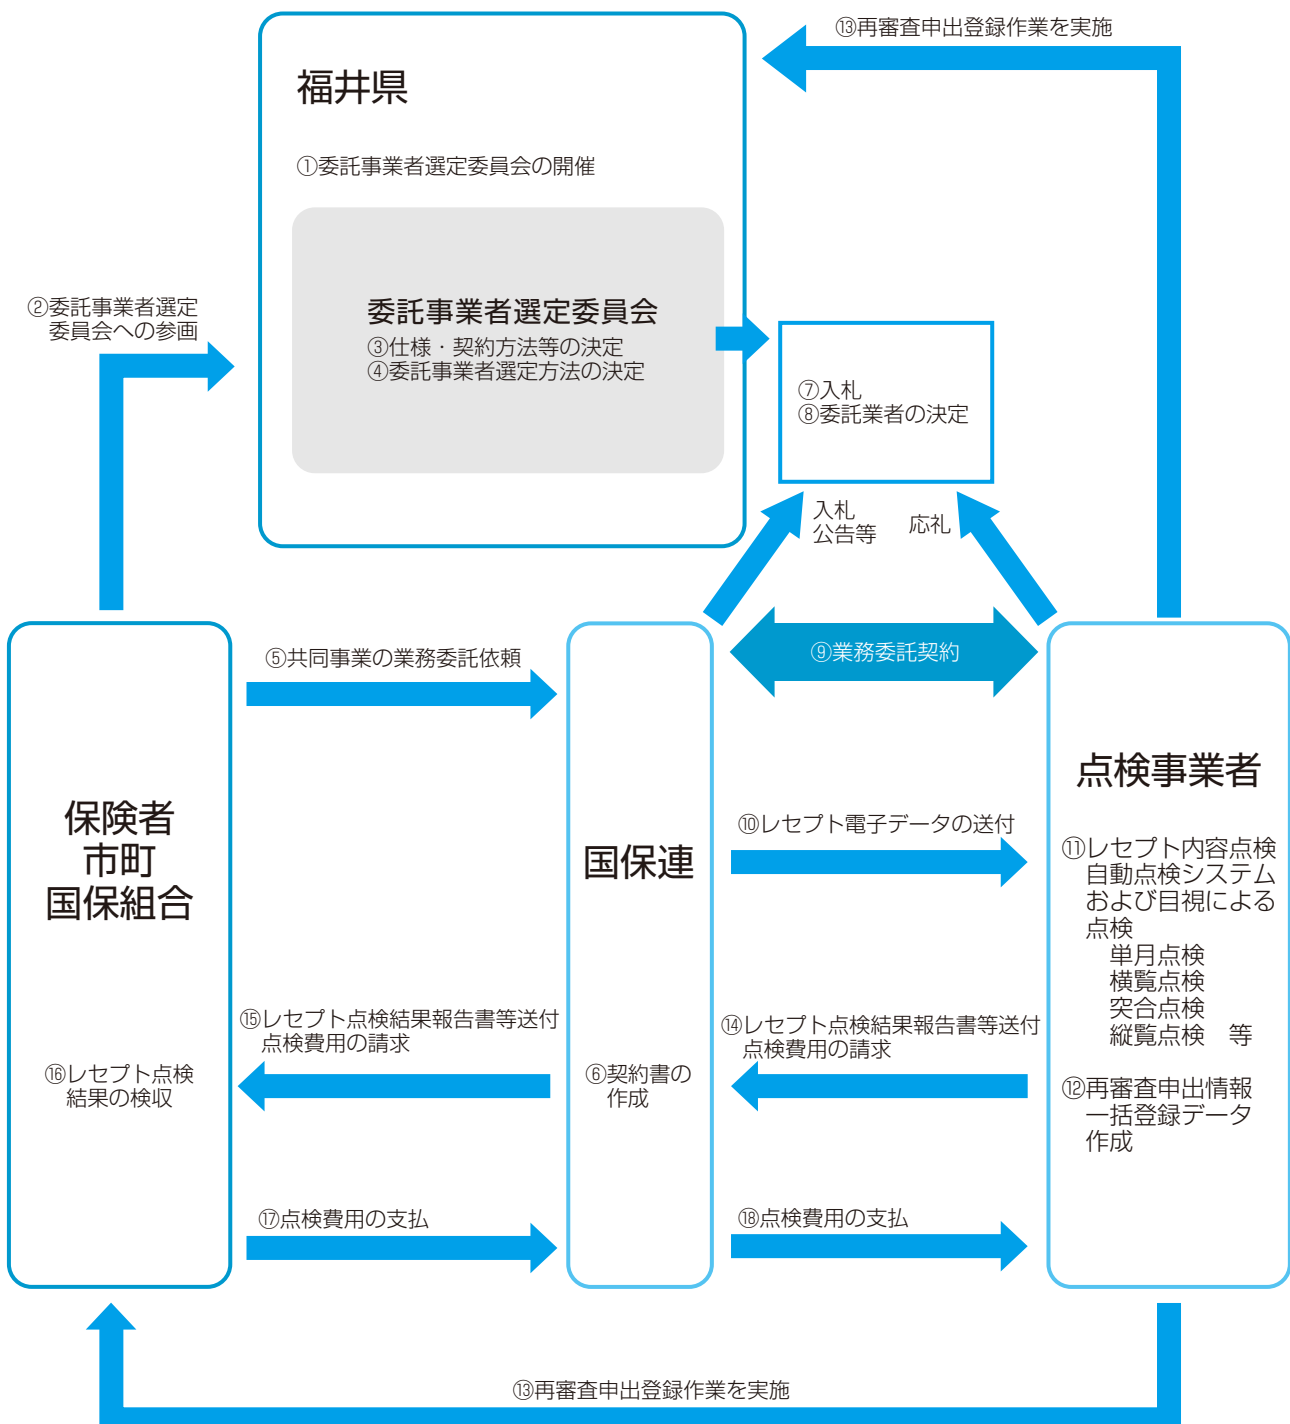 ⑬再審査申出登録作業を実施
福井県
①委託事業者選定委員会の開催
②委託事業者選定
委員会への参画
委託事業者選定委員会
③仕様・契約方法等の決定
④委託事業者選定方法の決定
⑦入札
⑧委託業者の決定
入札
公告等
応札
⑤共同事業の業務委託依頼
⑨業務委託契約
保険者
市町
国保組合
国保連
点検事業者
⑩レセプト電子データの送付
⑪レセプト内容点検
自動点検システム
および目視による
点検
単月点検
横覧点検
突合点検
縦覧点検 等
⑮レセプト点検結果報告書等送付
点検費用の請求
⑭レセプト点検結果報告書等送付
点検費用の請求
⑯レセプト点検
結果の検収
⑥契約書の
作成
⑫再審査申出情報
一括登録データ
作成
⑰点検費用の支払
⑱点検費用の支払
⑬再審査申出登録作業を実施